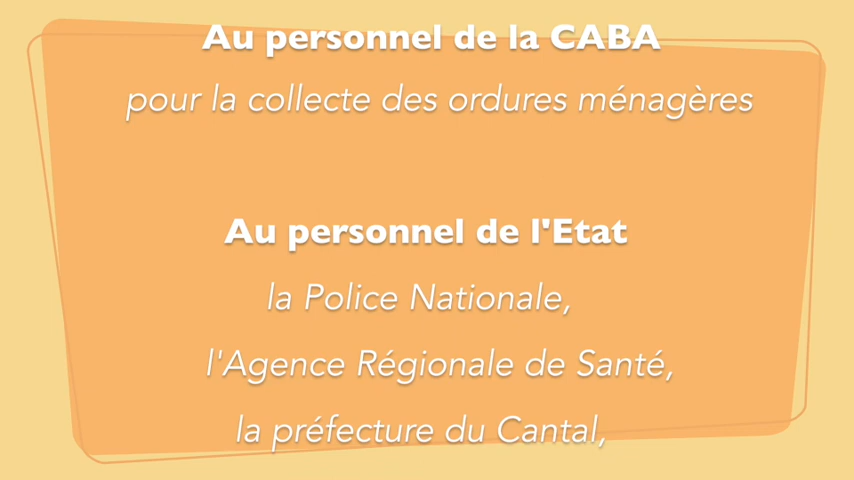 Au personnel de la CABA
pour la collecte des ordures ménagères
Au personnel de l'Etat
la Police Nationale,
l'Agence Régionale de Santé,
la préfecture du Cantal,